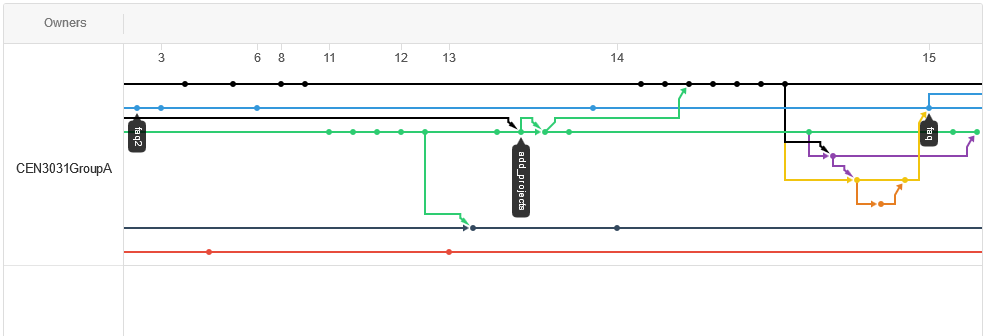 Owners
3 6 8 11 12 13 14 15
faq2
faq
add_projects
CEN3031GroupA